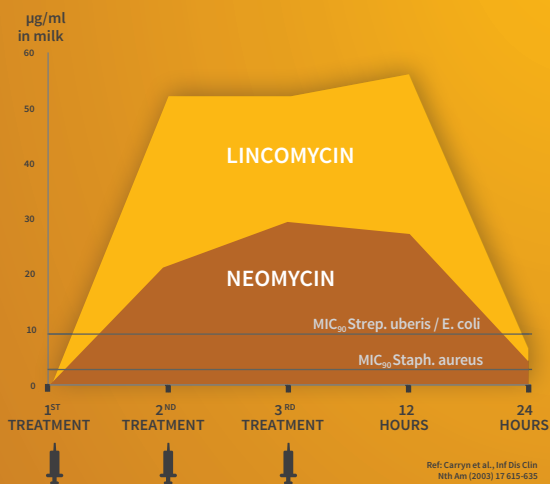 µg/ml
in milk
60
50
40
30
20
10
0
LINCOMYCIN
NEOMYCIN
MIC90 Strep. uberis / E. coli
MIC90 Staph. aureus
1ST
TREATMENT
2ND
TREATMENT
3RD
TREATMENT
12
HOURS
24
HOURS
Ref: Carryn et al., Inf Dis Clin
Nth Am (2003) 17 615-635